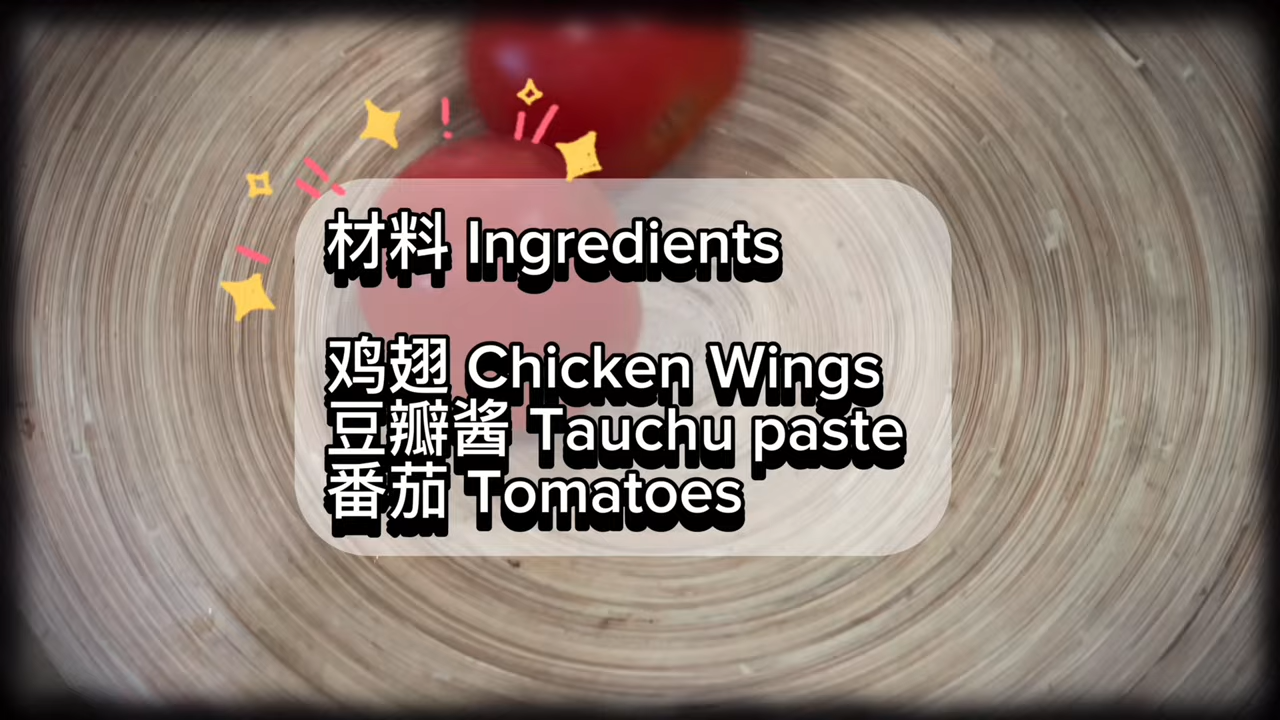 材料 Ingredients
鸡翅 Chicken Wings
豆瓣酱 Tauchu paste
番茄 Tomatoes